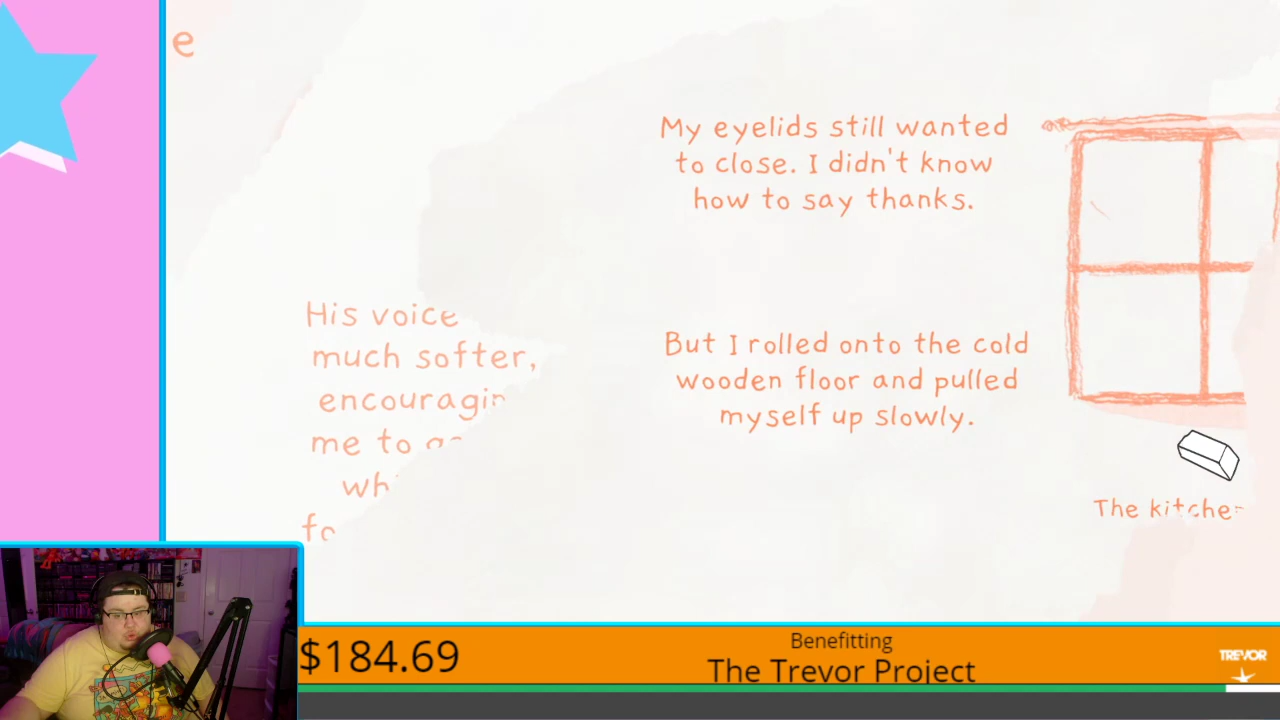 e
My eyelids still wanted
to close. I didn't know
how to say thanks.
His voice
much softer,
encouragin
me to
But I rolled onto the cold
wooden floor and pulled
myself up slowly.
The kitchen
$184.69
Benefitting
The Trevor Project
TREVOR